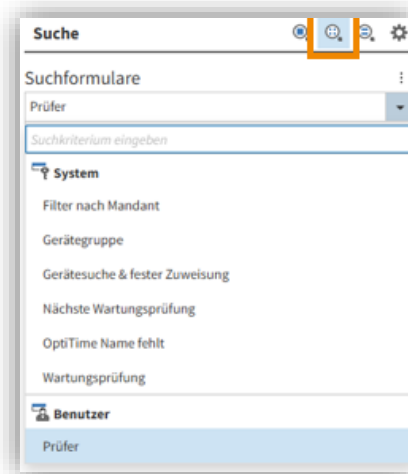 Suche
Suchformulare
Prüfer
Suchkriterium eingeben
System
Filter nach Mandant
Gerätegruppe
Gerätesuche & fester Zuweisung
Nächste Wartungsprüfung
OptiTime Name fehlt
Wartungsprüfung
Benutzer
Prüfer